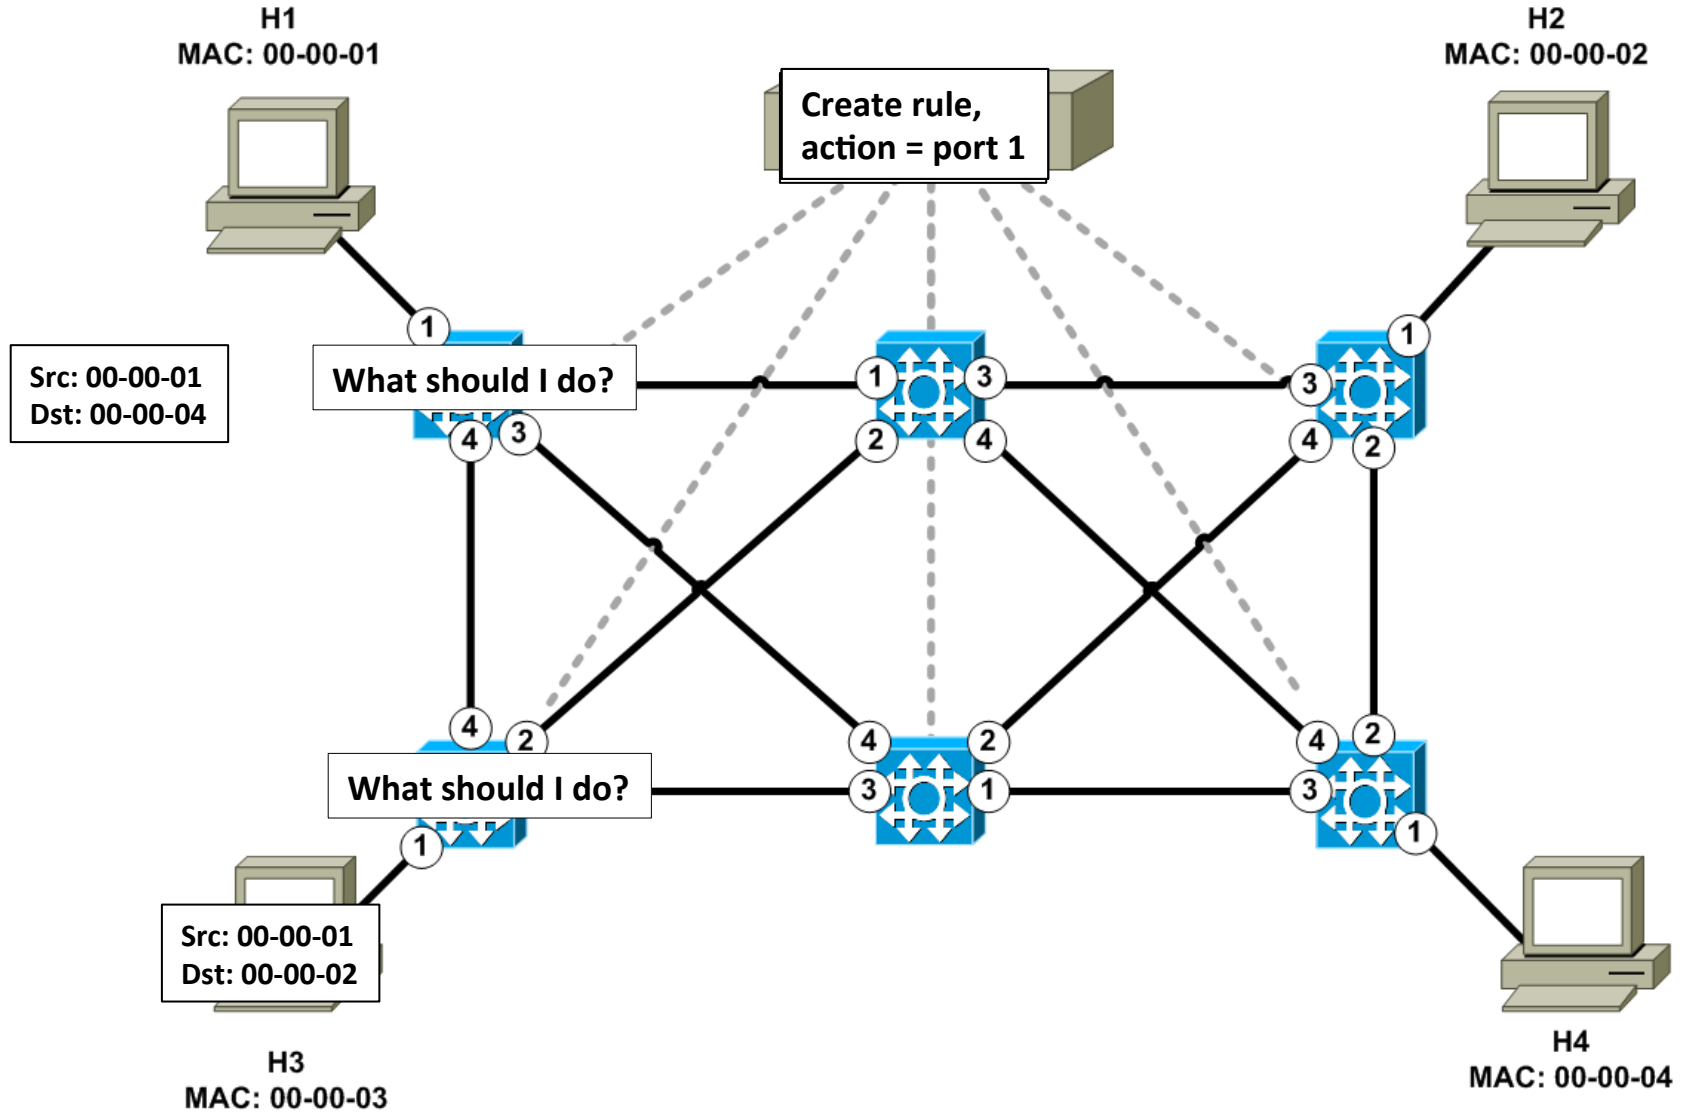 H1
MAC: 00-00-01
H2
MAC: 00-00-02
Create rule,
action = port 1
1
1
Src: 00-00-01
Dst: 00-00-04
What should I do?
1
3
3
4
3
2
4
4
2
4
2
4
2
4
2
What should I do?
3
1
3
1
1
Src: 00-00-01
Dst: 00-00-02
H3
MAC: 00-00-03
H4
MAC: 00-00-04